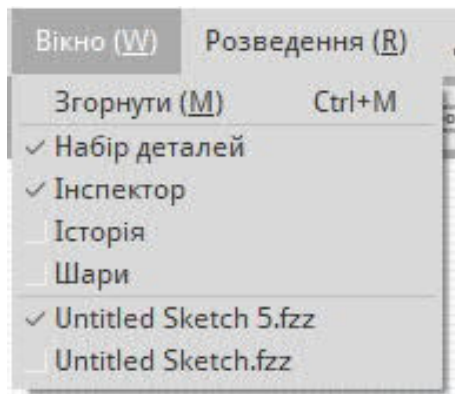 Вікно (W) Розведення (R)
Згорнути (M) Ctrl+M
Набір деталей
Інспектор
Історія
Шари
Untitled Sketch 5.fzz
Untitled Sketch.fzz